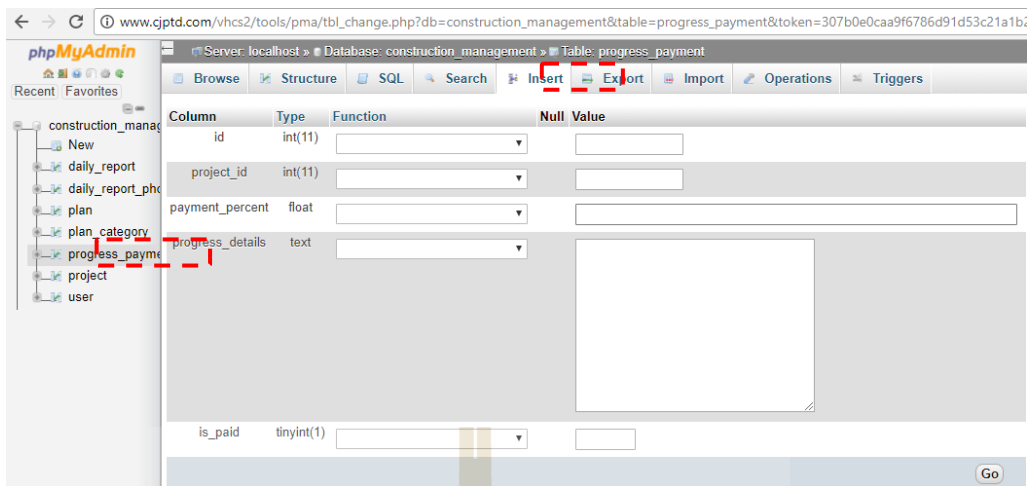 www.cjptd.com/vhcs2/tools/pma/tbl_change.php?db=construction_management&table=progress_payment&token=307b0e0caa9f6786d91d53c21a1b2
phpMyAdmin
Recent Favorites
construction_manag
New
daily_report
daily_report_pho
plan
plan_category
progress_payme
project
user
Server: localhost » Database: construction_management » Table: progress_payment
Browse Structure SQL Search Insert Export Import Operations Triggers
Column Type Function Null Value
id int(11)
project_id int(11)
payment_percent float
progress_details text
is_paid tinyint(1)
Go